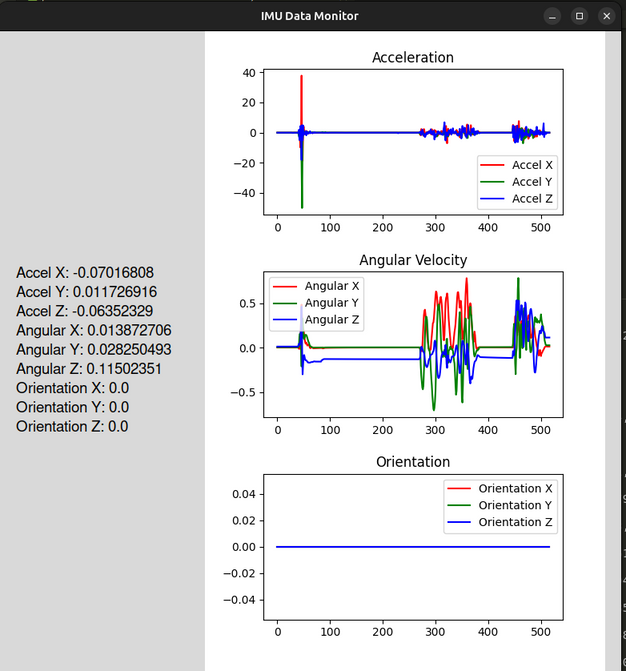 IMU Data Monitor
Acceleration
40
20
0
−20
−40
Accel X
Accel Y
Accel Z
0 100 200 300 400 500
Accel X: -0.07016808
Accel Y: 0.011726916
Accel Z: -0.06352329
Angular X: 0.013872706
Angular Y: 0.028250493
Angular Z: 0.11502351
Orientation X: 0.0
Orientation Y: 0.0
Orientation Z: 0.0
Angular Velocity
0.5
0.0
−0.5
Angular X
Angular Y
Angular Z
0 100 200 300 400 500
Orientation
0.04
0.02
0.00
−0.02
−0.04
Orientation X
Orientation Y
Orientation Z
0 100 200 300 400 500